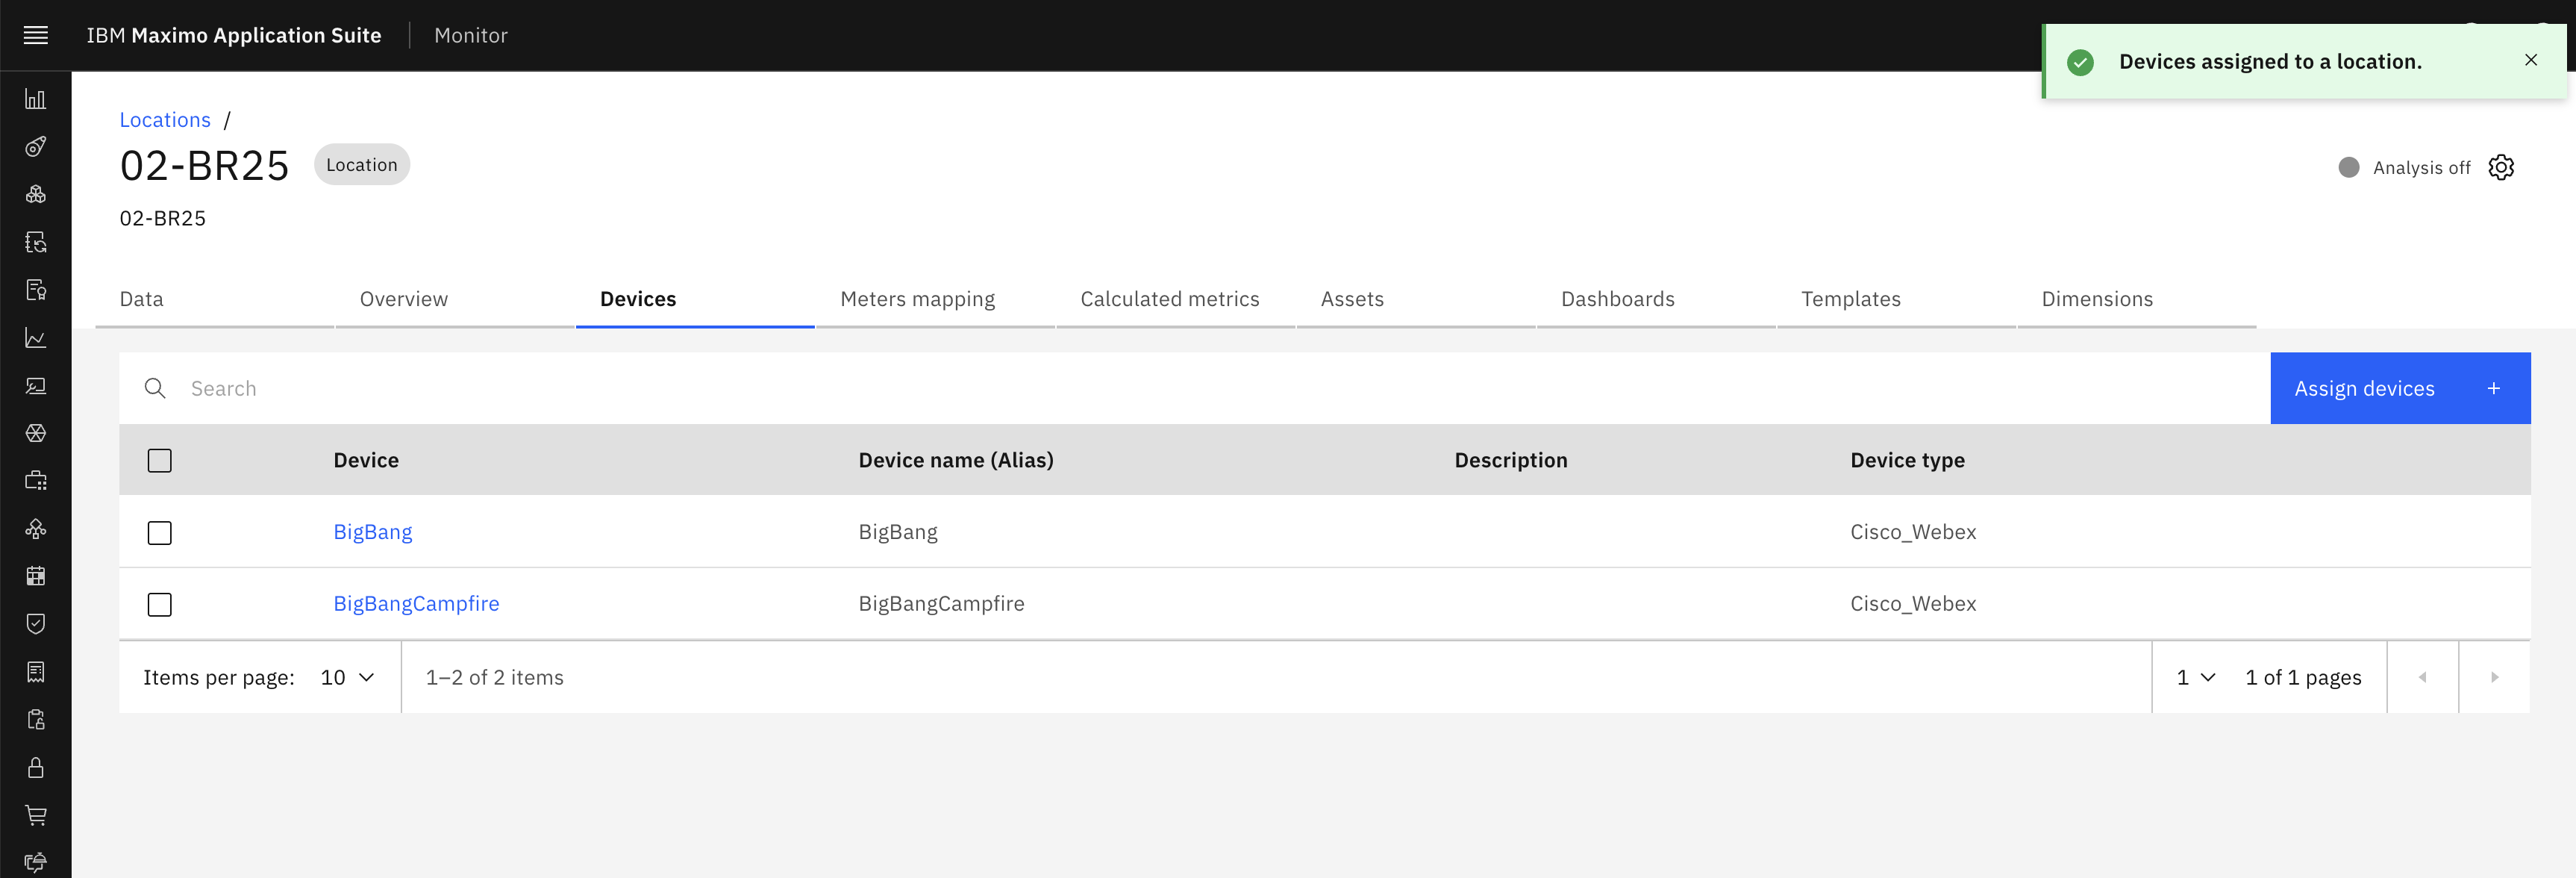 IBM Maximo Application Suite Monitor
Devices assigned to a location.
Locations /
02-BR25 Location
Analysis off
02-BR25
Data Overview Devices Meters mapping Calculated metrics Assets Dashboards Templates Dimensions
Search Assign devices +
Device Device name (Alias) Description Device type
BigBang BigBang Cisco_Webex
BigBangCampfire BigBangCampfire Cisco_Webex
Items per page: 10 1–2 of 2 items 1 1 of 1 pages